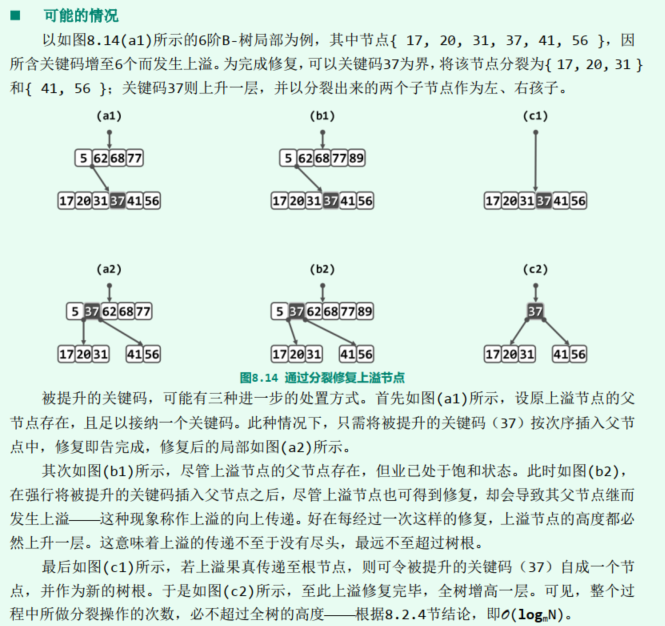 ■ 可能的情况
以如图8.14(a1)所示的6阶B-树局部为例，其中节点{ 17, 20, 31, 37, 41, 56 }，因
所含关键码增至6个而发生上溢。为完成修复，可以关键码37为界，将该节点分裂为{ 17, 20, 31 }
和{ 41, 56 }；关键码37则上升一层，并以分裂出来的两个子节点作为左、右孩子。
(a1) (b1) (c1)
5 62 68 77 5 62 68 77 89
17 20 31 37 41 56 17 20 31 37 41 56 17 20 31 37 41 56
(a2) (b2) (c2)
5 37 62 68 77 5 37 62 68 77 89 37
17 20 31 41 56 17 20 31 41 56 17 20 31 41 56
图8.14 通过分裂修复上溢节点
被提升的关键码，可能有三种进一步的处置方式。首先如图(a1)所示，设原上溢节点的父
节点存在，且足以接纳一个关键码。此种情况下，只需将被提升的关键码（37）按次序插入父节
点中，修复即告完成，修复后的局部如图(a2)所示。
其次如图(b1)所示，尽管上溢节点的父节点存在，但业已处于饱和状态。此时如图(b2)，
在强行将被提升的关键码插入父节点之后，尽管上溢节点也可得到修复，却会导致其父节点继而
发生上溢——这种现象称作上溢的向上传递。好在每经过一次这样的修复，上溢节点的高度都必
然上升一层。这意味着上溢的传递不至于没有尽头，最远不至超过树根。
最后如图(c1)所示，若上溢果真传递至根节点，则可令被提升的关键码（37）自成一个节
点，并作为新的树根。于是如图(c2)所示，至此上溢修复完毕，全树增高一层。可见，整个过
程中所做分裂操作的次数，必不超过全树的高度——根据8.2.4节结论，即O(logmN)。